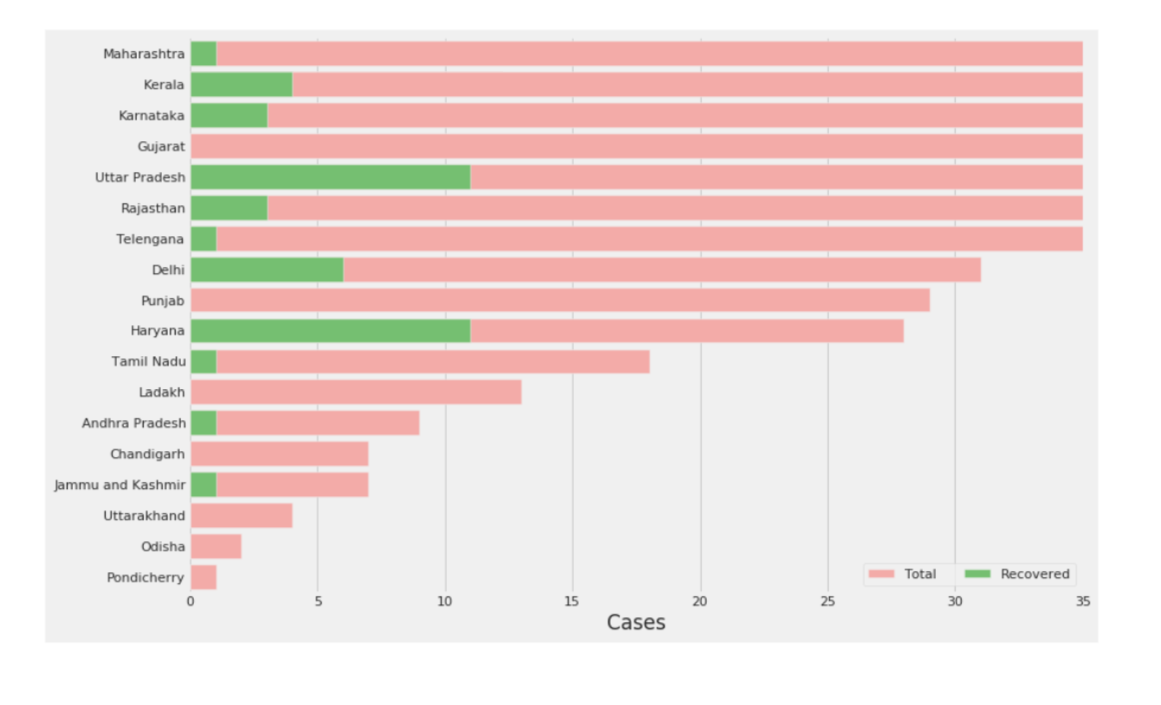 Maharashtra
Kerala
Karnataka
Gujarat
Uttar Pradesh
Rajasthan
Telengana
Delhi
Punjab
Haryana
Tamil Nadu
Ladakh
Andhra Pradesh
Chandigarh
Jammu and Kashmir
Uttarakhand
Odisha
Pondicherry
Total Recovered
0 5 10 15 20 25 30 35
Cases